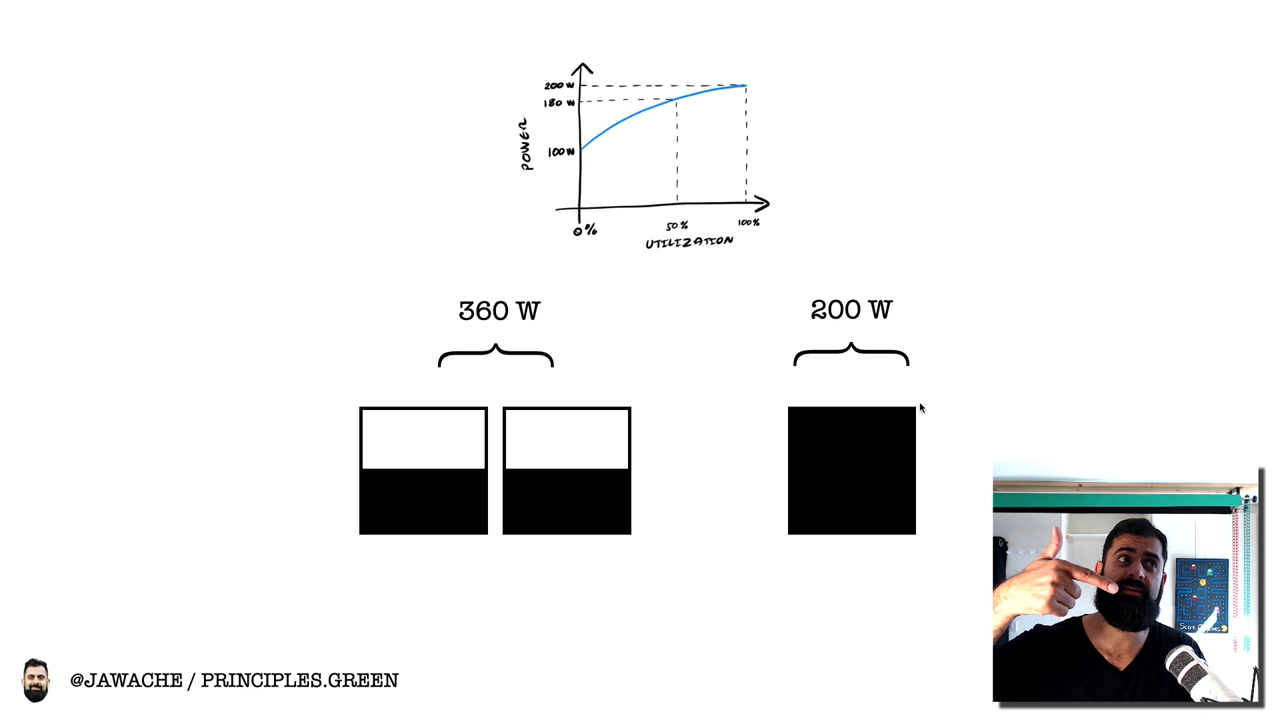 200 W
180 W
100 W
POWER
0%
50%
100%
UTILIZATION
360 W
200 W
@JAWACHE / PRINCIPLES.GREEN